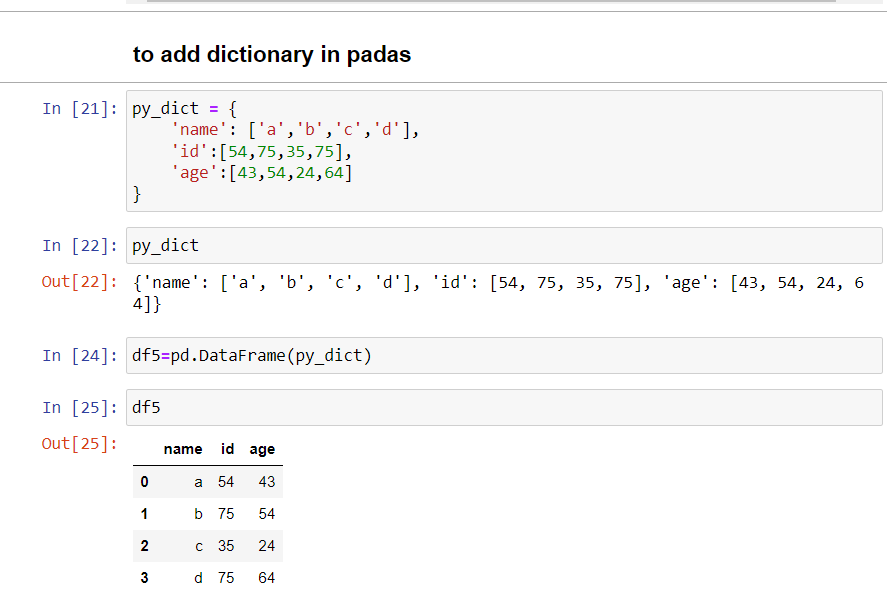 to add dictionary in padas
In [21]: py_dict = {
'name': ['a','b','c','d'],
'id':[54,75,35,75],
'age':[43,54,24,64]
}
In [22]: py_dict
Out[22]: {'name': ['a', 'b', 'c', 'd'], 'id': [54, 75, 35, 75], 'age': [43, 54, 24, 6
4]}
In [24]: df5=pd.DataFrame(py_dict)
In [25]: df5
Out[25]:
name id age
0 a 54 43
1 b 75 54
2 c 35 24
3 d 75 64